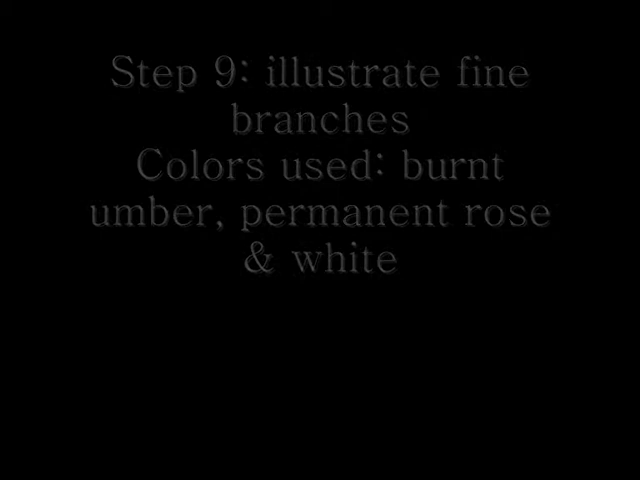 Step 9: illustrate fine
branches
Colors used: burnt
umber, permanent rose
& white